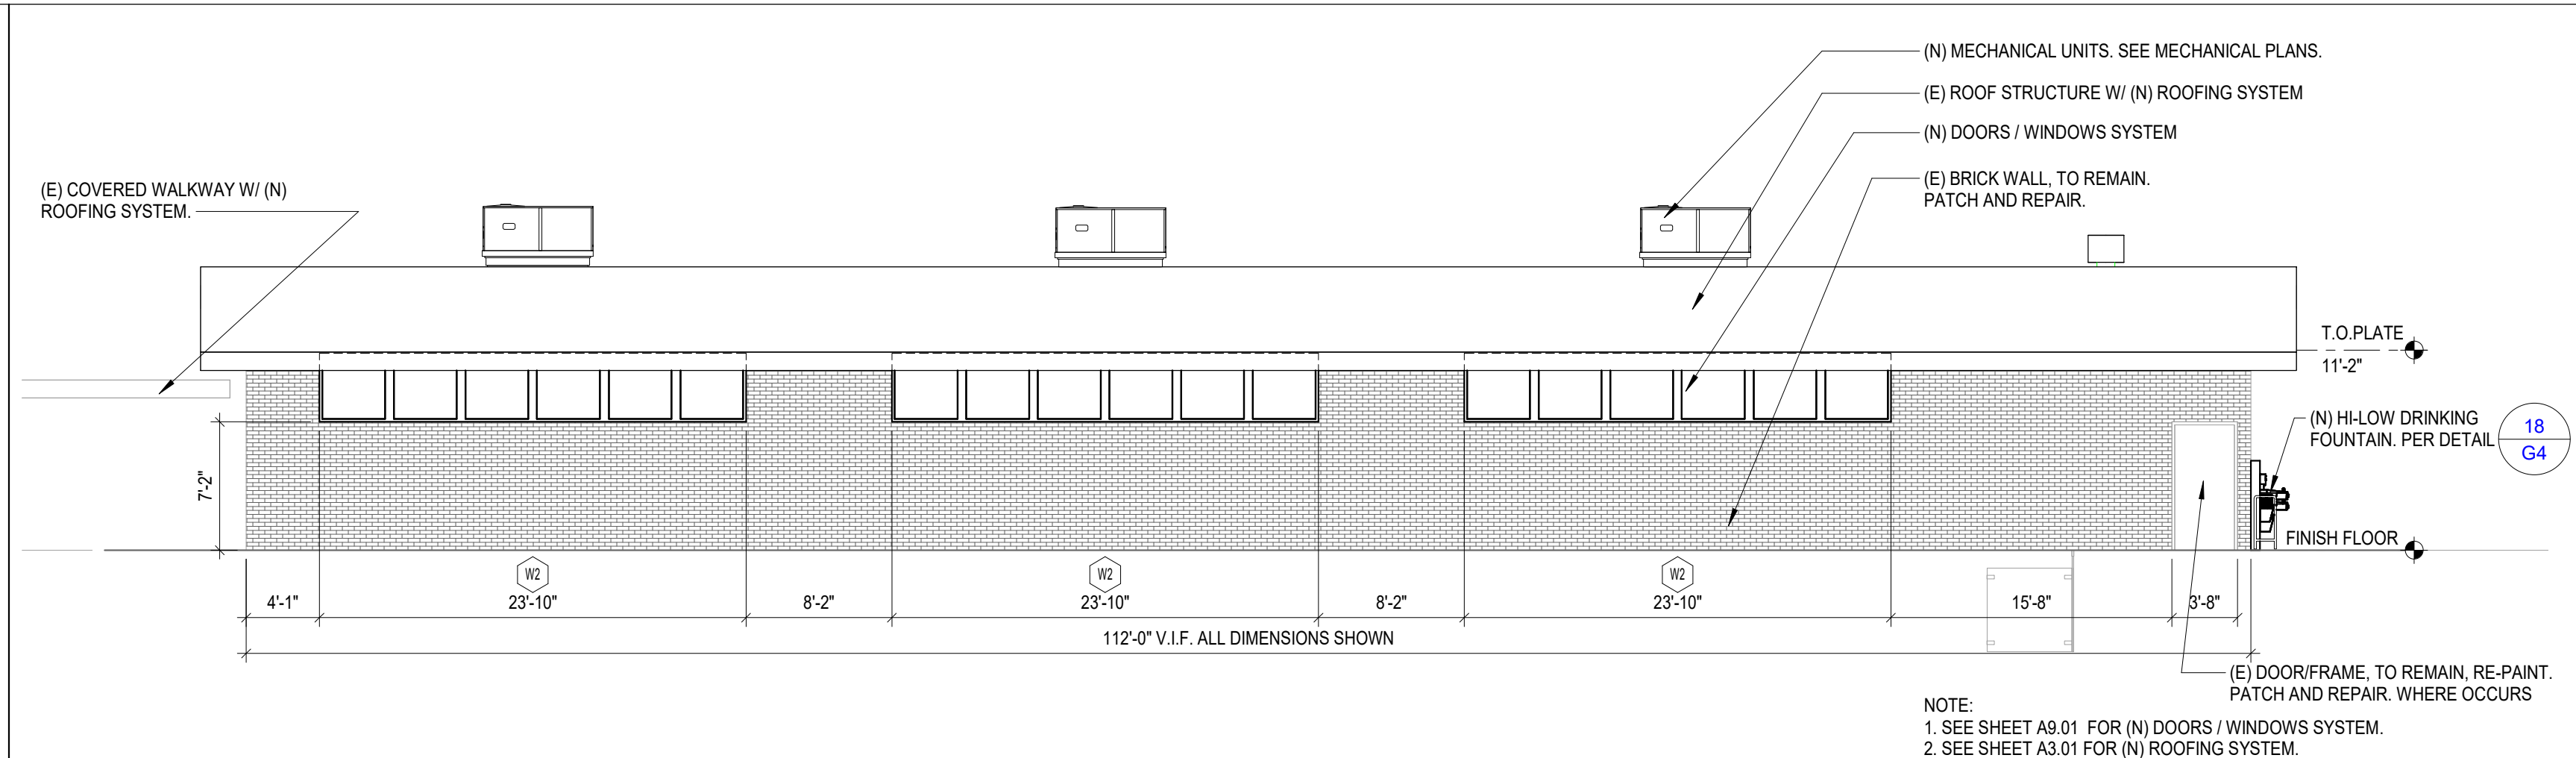 (N) MECHANICAL UNITS. SEE MECHANICAL PLANS.
(E) ROOF STRUCTURE W/ (N) ROOFING SYSTEM
(N) DOORS / WINDOWS SYSTEM
(E) BRICK WALL, TO REMAIN.
PATCH AND REPAIR.
(E) COVERED WALKWAY W/ (N)
ROOFING SYSTEM.
T.O.PLATE
11'-2"
(N) HI-LOW DRINKING
FOUNTAIN. PER DETAIL
18
G4
7'-2"
FINISH FLOOR
W2
W2
W2
4'-1"
23'-10"
8'-2"
23'-10"
8'-2"
23'-10"
15'-8"
3'-8"
112'-0" V.I.F. ALL DIMENSIONS SHOWN
(E) DOOR/FRAME, TO REMAIN, RE-PAINT.
PATCH AND REPAIR. WHERE OCCURS
NOTE:
1. SEE SHEET A9.01 FOR (N) DOORS / WINDOWS SYSTEM.
2. SEE SHEET A3.01 FOR (N) ROOFING SYSTEM.